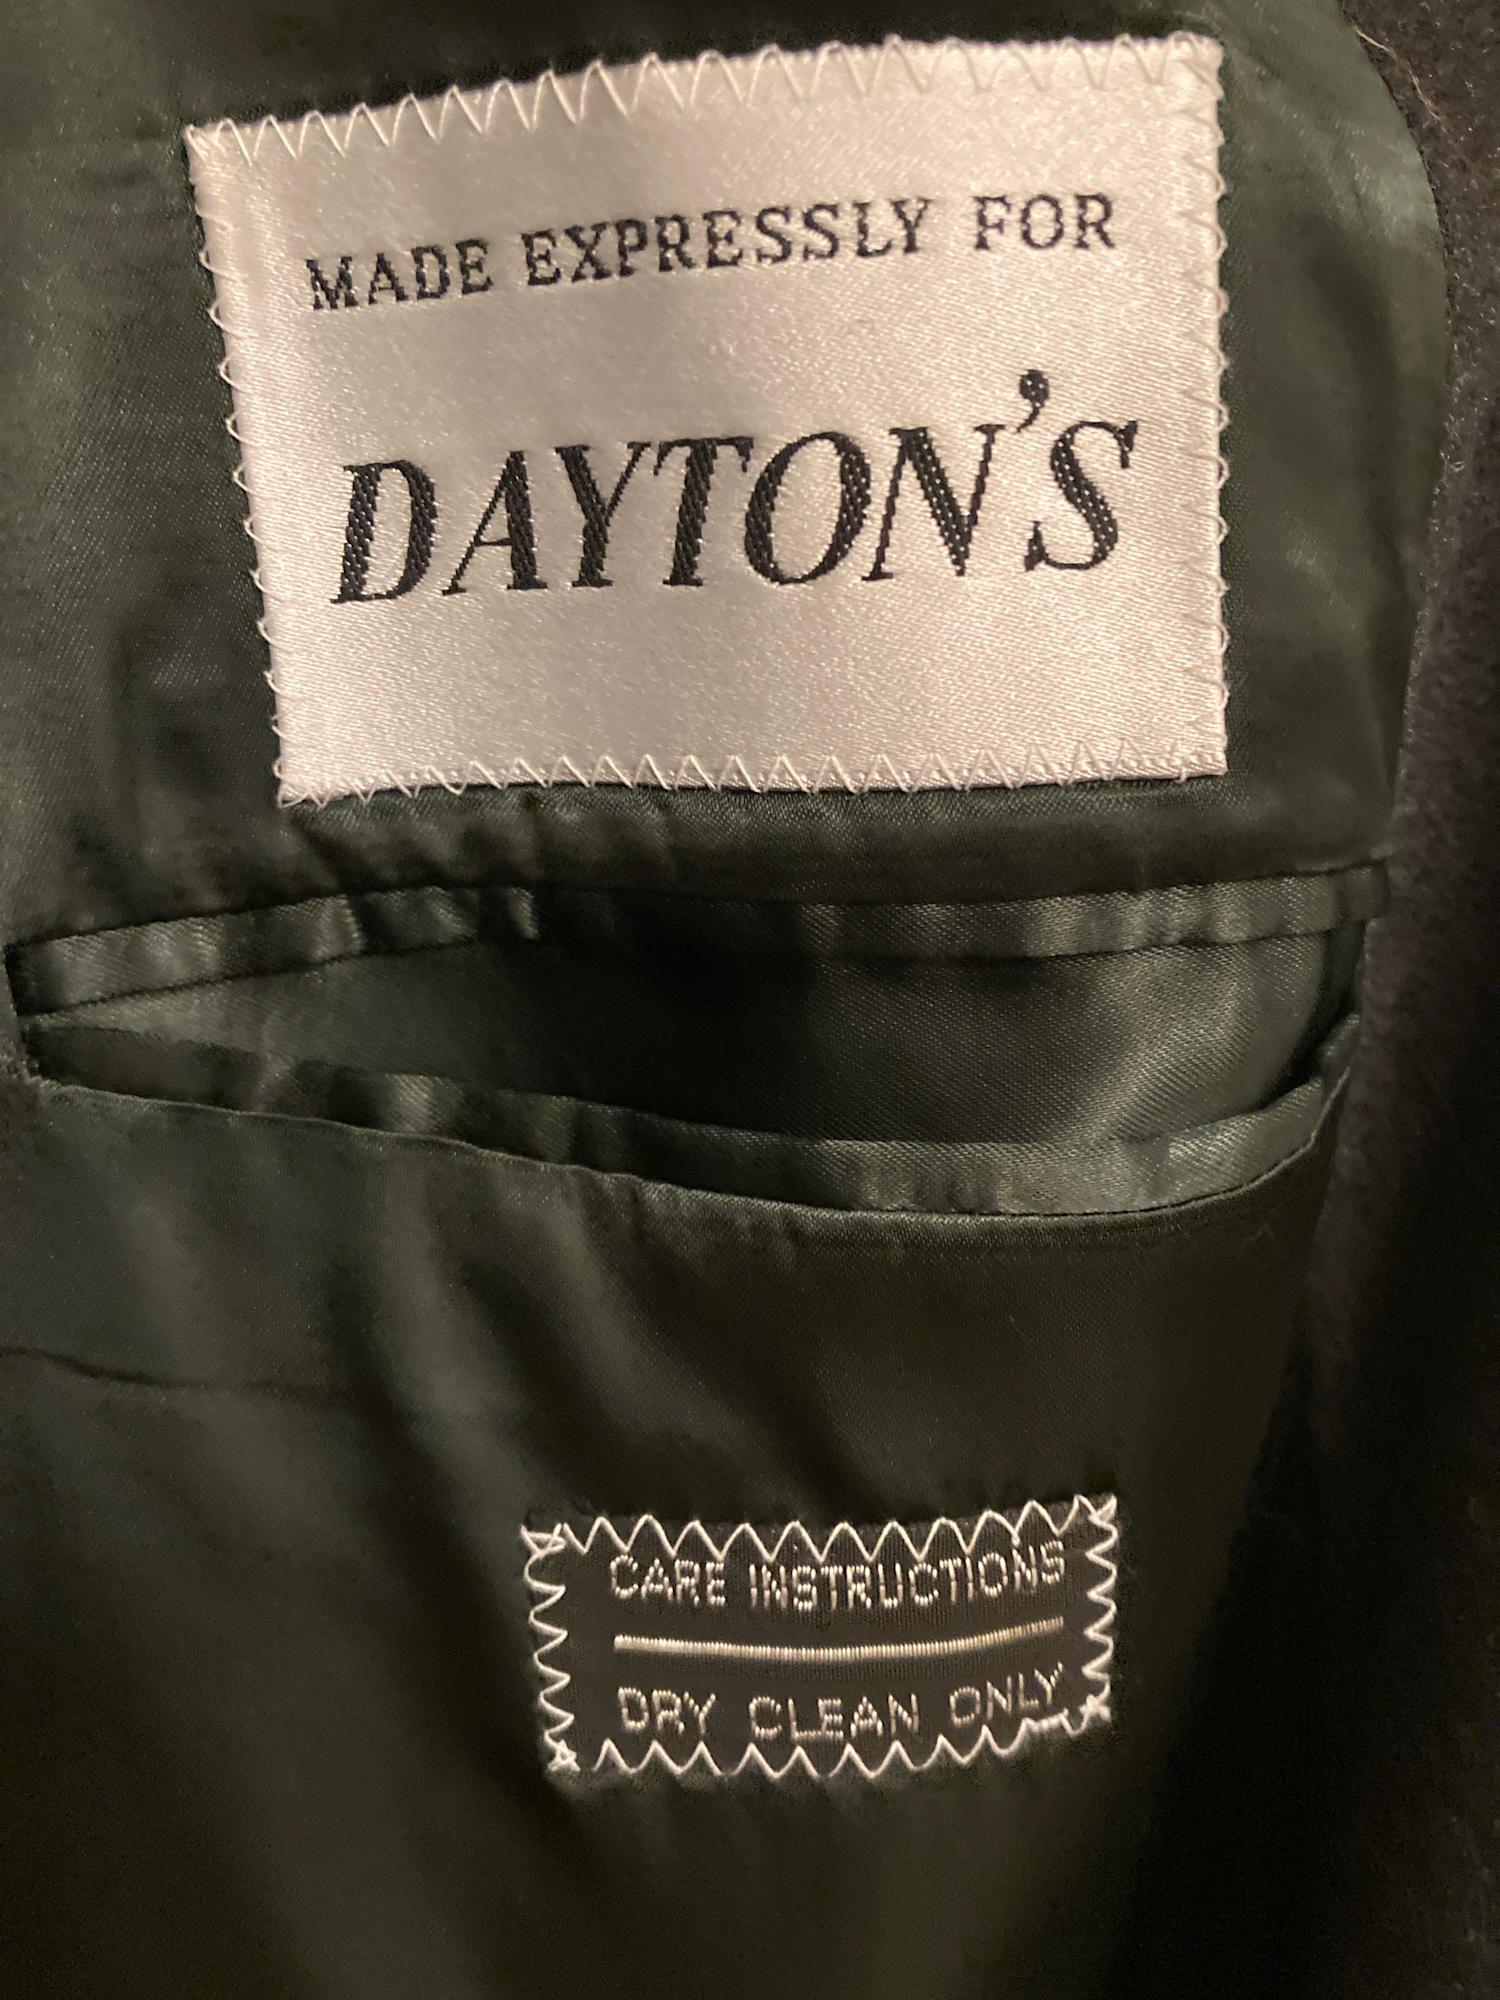 MADE EXPRESSLY FOR
DAYTON'S
CARE INSTRUCTIONS
DRY CLEAN ONLY